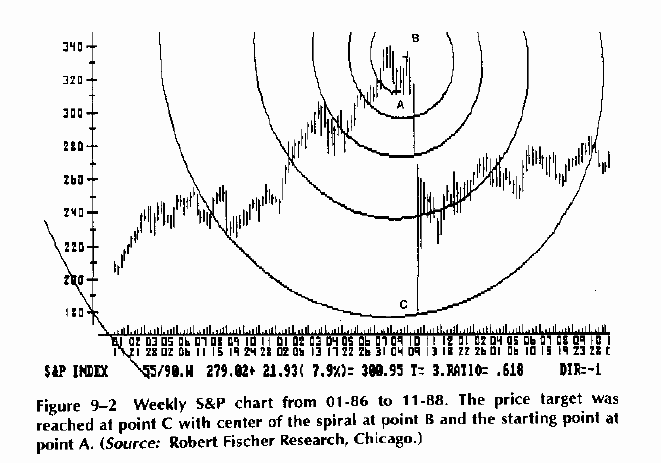 B
340
320
300
A
280
260
240
220
200
C
180
S&P INDEX 55/90.W 279.02+ 21.93( 7.9%)= 300.95 T= 3.RATIO= .618 DIR=-1
Figure 9–2 Weekly S&P chart from 01-86 to 11-88. The price target was
reached at point C with center of the spiral at point B and the starting point at
point A. (Source: Robert Fischer Research, Chicago.)